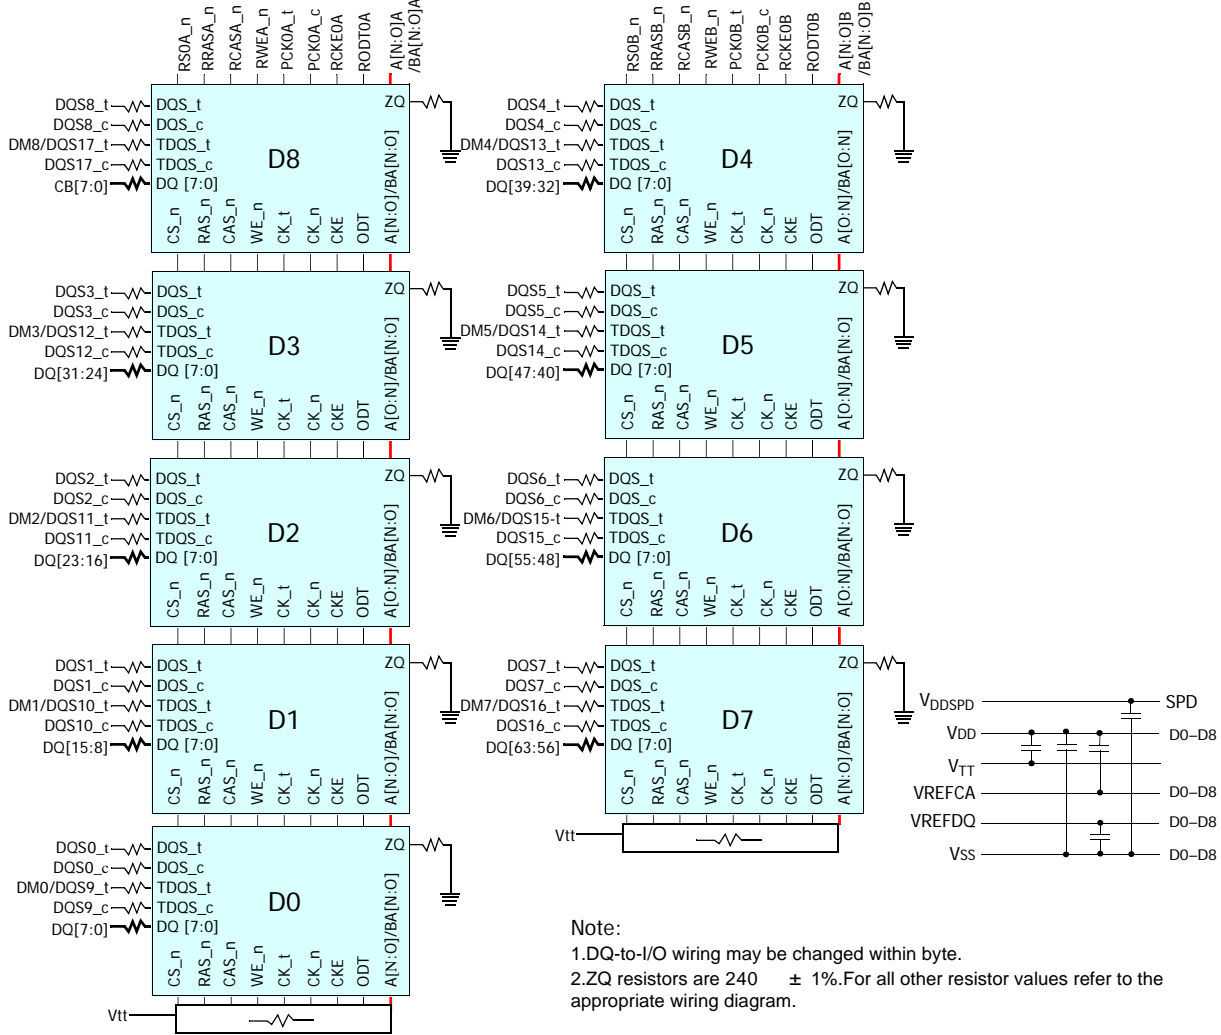 RS0A_n
RRASA_n
RCASA_n
RWEA_n
PCK0A_t
PCK0A_c
RCKE0A
RODT0A
A[N:O]A
/BA[N:O]A
DQS8_t
DQS8_c
DM8/DQS17_t
DQS17_c
CB[7:0]
DQS_t
DQS_c
TDQS_t
TDQS_c
DQ [7:0]
D8
ZQ
CS_n
RAS_n
CAS_n
WE_n
CK_t
CK_n
CKE
ODT
A[N:O]/BA[N:O]
DQS3_t
DQS3_c
DM3/DQS12_t
DQS12_c
DQ[31:24]
DQS_t
DQS_c
TDQS_t
TDQS_c
DQ [7:0]
D3
ZQ
CS_n
RAS_n
CAS_n
WE_n
CK_t
CK_n
CKE
ODT
A[O:N]/BA[N:O]
DQS2_t
DQS2_c
DM2/DQS11_t
DQS11_c
DQ[23:16]
DQS_t
DQS_c
TDQS_t
TDQS_c
DQ [7:0]
D2
ZQ
CS_n
RAS_n
CAS_n
WE_n
CK_t
CK_n
CKE
ODT
A[O:N]/BA[N:O]
DQS1_t
DQS1_c
DM1/DQS10_t
DQS10_c
DQ[15:8]
DQS_t
DQS_c
TDQS_t
TDQS_c
DQ [7:0]
D1
ZQ
CS_n
RAS_n
CAS_n
WE_n
CK_t
CK_n
CKE
ODT
A[N:O]/BA[N:O]
DQS0_t
DQS0_c
DM0/DQS9_t
DQS9_c
DQ[7:0]
DQS_t
DQS_c
TDQS_t
TDQS_c
DQ [7:0]
D0
ZQ
CS_n
RAS_n
CAS_n
WE_n
CK_t
CK_n
CKE
ODT
A[N:O]/BA[N:O]
Vtt
RS0B_n
RRASB_n
RCASB_n
RWEB_n
PCK0B_t
PCK0B_c
RCKE0B
RODT0B
A[N:O]B
/BA[N:O]B
DQS4_t
DQS4_c
DM4/DQS13_t
DQS13_c
DQ[39:32]
DQS_t
DQS_c
TDQS_t
TDQS_c
DQ [7:0]
D4
ZQ
CS_n
RAS_n
CAS_n
WE_n
CK_t
CK_n
CKE
ODT
A[O:N]/BA[O:N]
DQS5_t
DQS5_c
DM5/DQS14_t
DQS14_c
DQ[47:40]
DQS_t
DQS_c
TDQS_t
TDQS_c
DQ [7:0]
D5
ZQ
CS_n
RAS_n
CAS_n
WE_n
CK_t
CK_n
CKE
ODT
A[O:N]/BA[N:O]
DQS6_t
DQS6_c
DM6/DQS15-t
DQS15_c
DQ[55:48]
DQS_t
DQS_c
TDQS_t
TDQS_c
DQ [7:0]
D6
ZQ
CS_n
RAS_n
CAS_n
WE_n
CK_t
CK_n
CKE
ODT
A[O:N]/BA[N:O]
DQS7_t
DQS7_c
DM7/DQS16_t
DQS16_c
DQ[63:56]
DQS_t
DQS_c
TDQS_t
TDQS_c
DQ [7:0]
D7
ZQ
CS_n
RAS_n
CAS_n
WE_n
CK_t
CK_n
CKE
ODT
A[N:O]/BA[N:O]
Vtt
VDDSPD SPD
VDD D0–D8
VTT
VREFCA D0–D8
VREFDQ D0–D8
VSS D0–D8
Note:
1.DQ-to-I/O wiring may be changed within byte.
2.ZQ resistors are 240 ± 1%.For all other resistor values refer to the
appropriate wiring diagram.